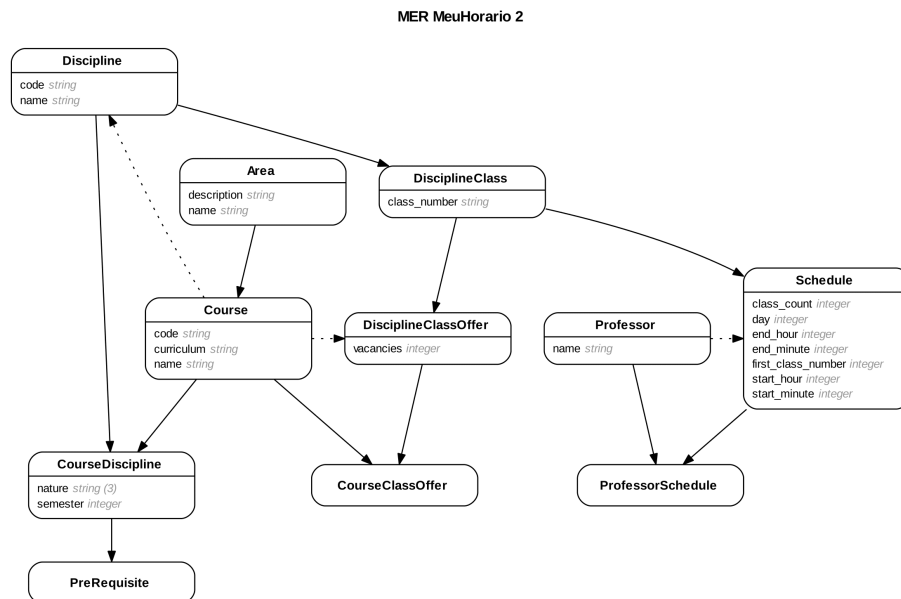 MER MeuHorario 2
Discipline
code string
name string
Area
description string
name string
DisciplineClass
class_number string
Schedule
class_count integer
day integer
end_hour integer
end_minute integer
first_class_number integer
start_hour integer
start_minute integer
Course
code string
curriculum string
name string
DisciplineClassOffer
vacancies integer
Professor
name string
CourseDiscipline
nature string (3)
semester integer
CourseClassOffer
ProfessorSchedule
PreRequisite